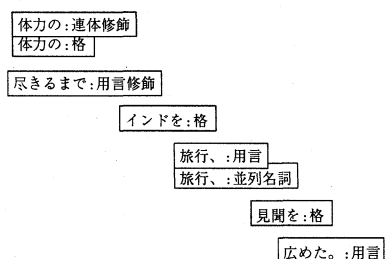 体力の:連体修飾
体力の:格
尽きるまで:用言修飾
インドを:格
旅行、:用言
旅行、:並列名詞
見聞を:格
広めた。:用言